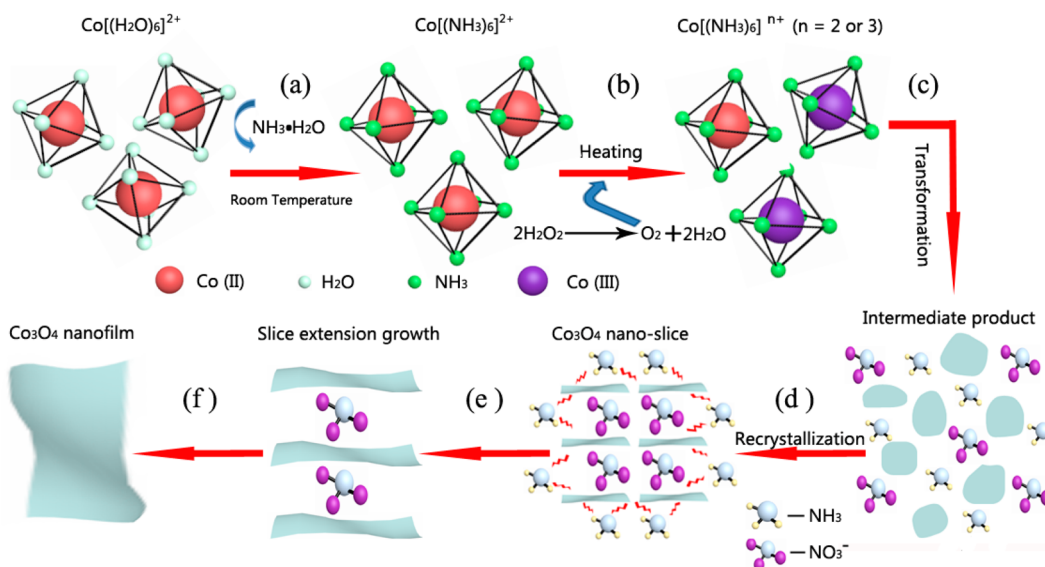 Co[(H₂O)₆]²⁺
Co[(NH₃)₆]²⁺
Co[(NH₃)₆]ⁿ⁺ (n = 2 or 3)
(a)
(b)
(c)
NH₃•H₂O
Room Temperature
Heating
2H₂O₂
O₂ + 2H₂O
Transformation
Co (II)
H₂O
NH₃
Co (III)
Co₃O₄ nanofilm
Slice extension growth
Co₃O₄ nano-slice
Intermediate product
(f)
(e)
(d)
Recrystallization
— NH₃
— NO₃⁻